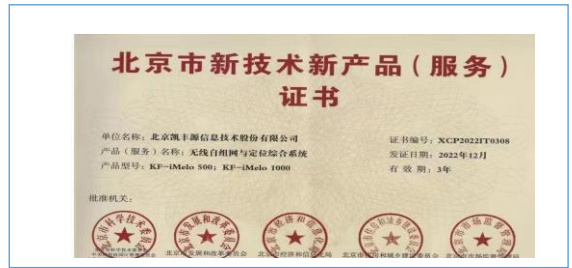 北京市新技术新产品（服务）
证书
单位名称：北京凯丰源信息技术股份有限公司
证书编号：XCP2022IT0308
产品（服务）名称：无线自组网与定位综合系统
发证日期：2022年12月
产品型号：KF-iMelo 500；KF-iMelo 1000
有 效 期：3年
批准机关：